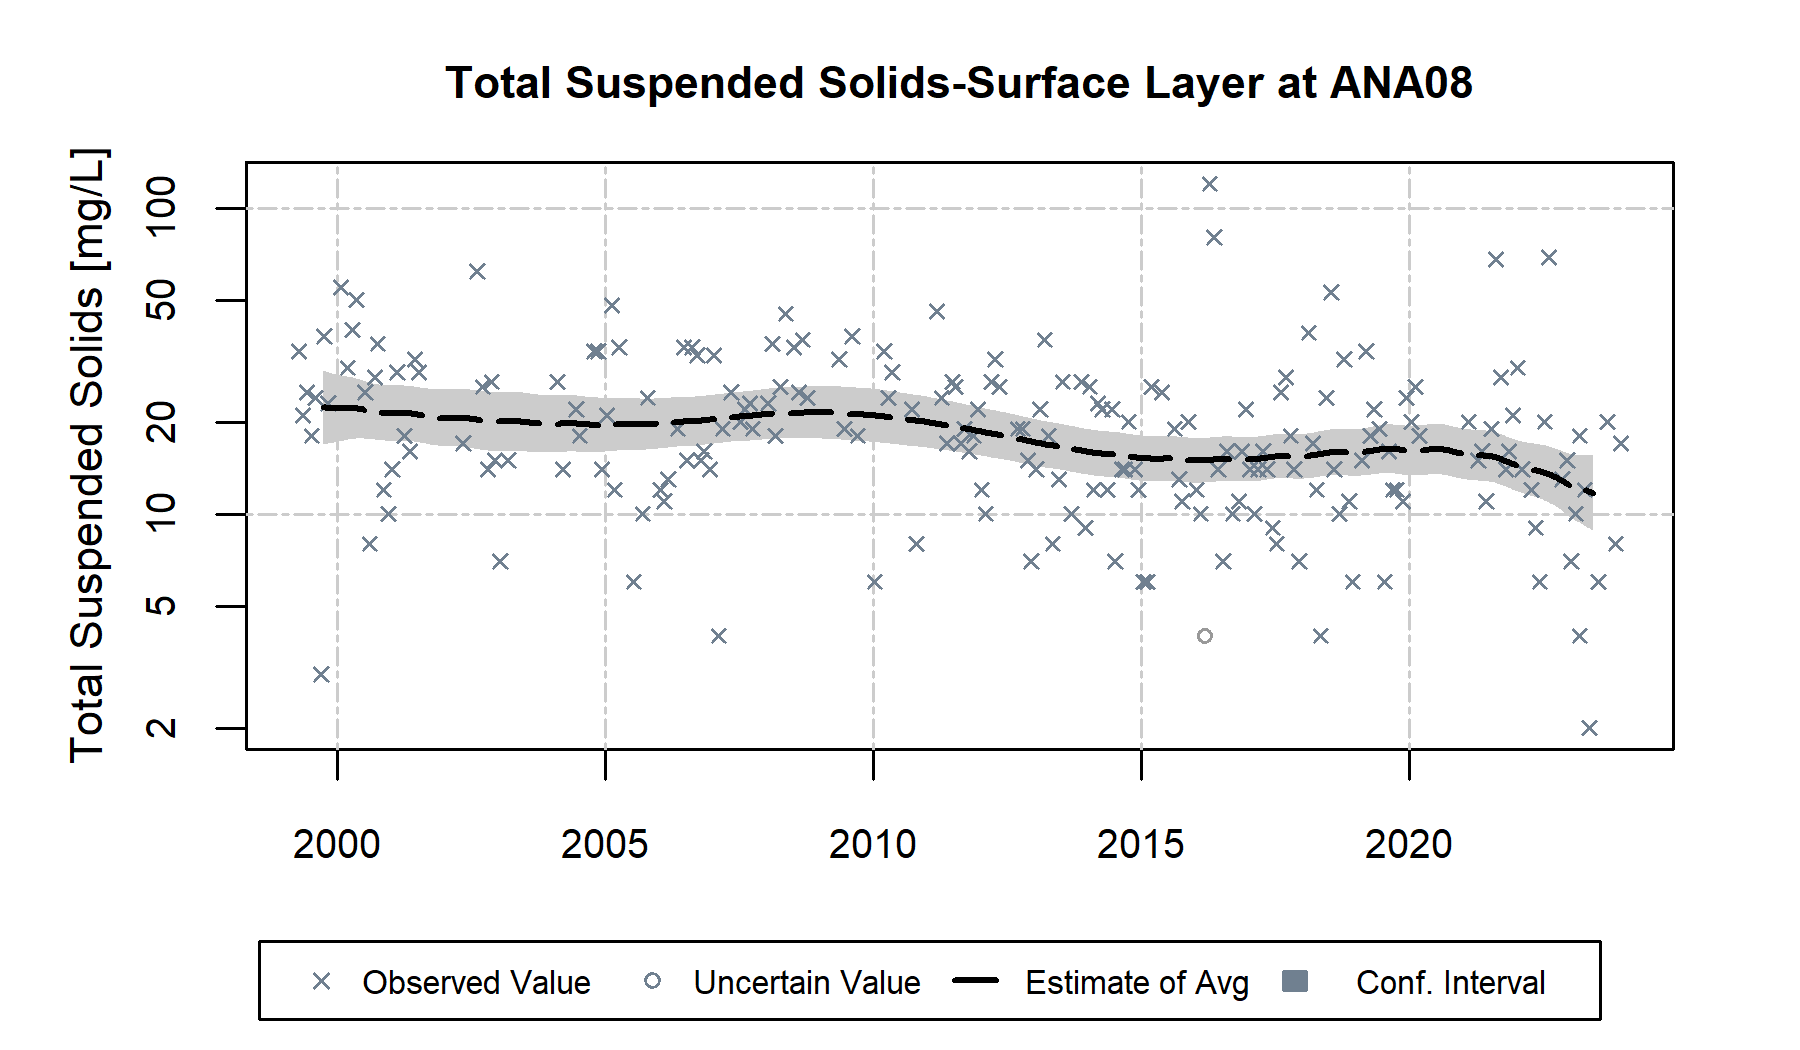 Total Suspended Solids-Surface Layer at ANA08
Total Suspended Solids [mg/L]
100
50
20
10
5
2
2000 2005 2010 2015 2020
Observed Value Uncertain Value Estimate of Avg Conf. Interval